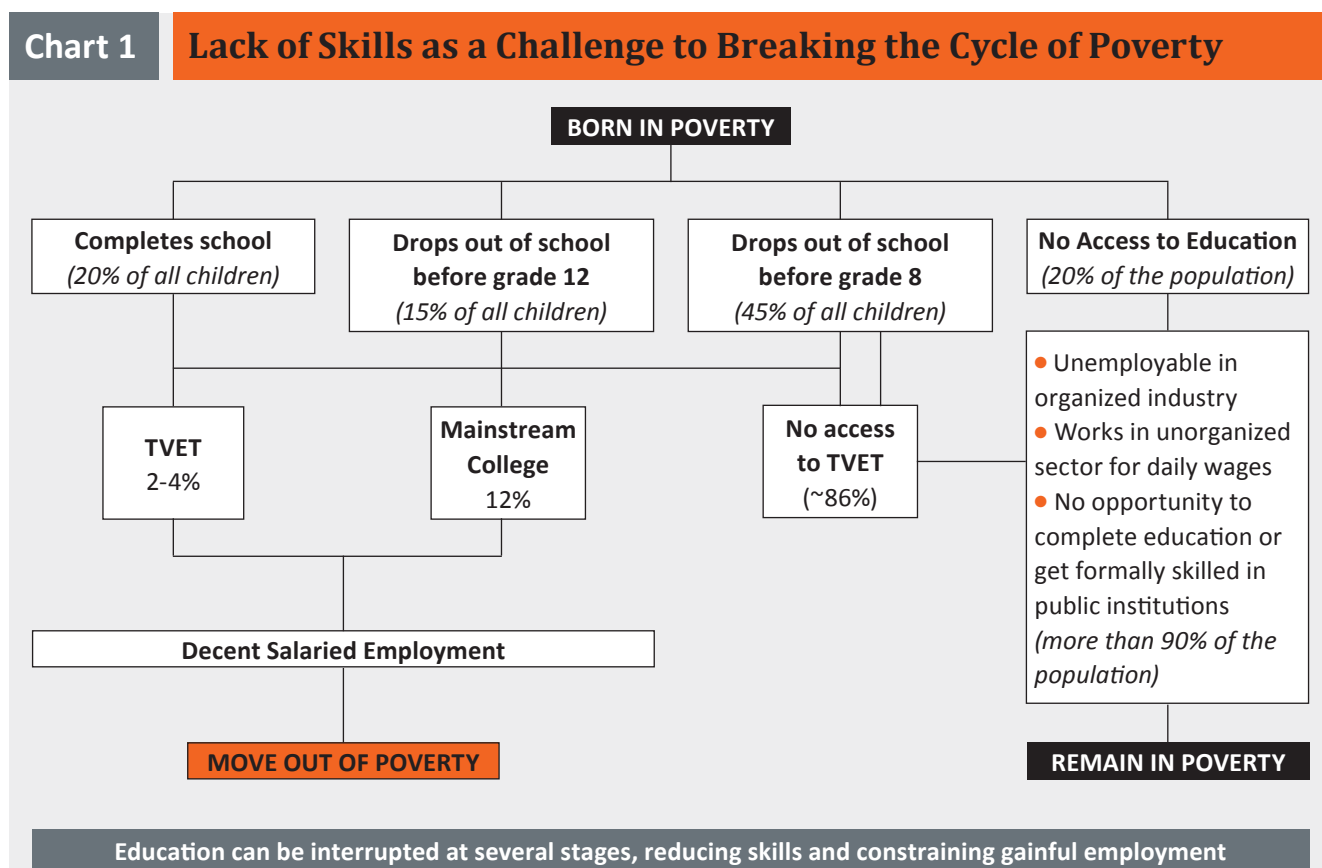 Chart 1
Lack of Skills as a Challenge to Breaking the Cycle of Poverty
BORN IN POVERTY
Completes school
(20% of all children)
Drops out of school
before grade 12
(15% of all children)
Drops out of school
before grade 8
(45% of all children)
No Access to Education
(20% of the population)
TVET
2-4%
Mainstream
College
12%
No access
to TVET
(~86%)
● Unemployable in
organized industry
● Works in unorganized
sector for daily wages
● No opportunity to
complete education or
get formally skilled in
public institutions
(more than 90% of the
population)
Decent Salaried Employment
MOVE OUT OF POVERTY
REMAIN IN POVERTY
Education can be interrupted at several stages, reducing skills and constraining gainful employment